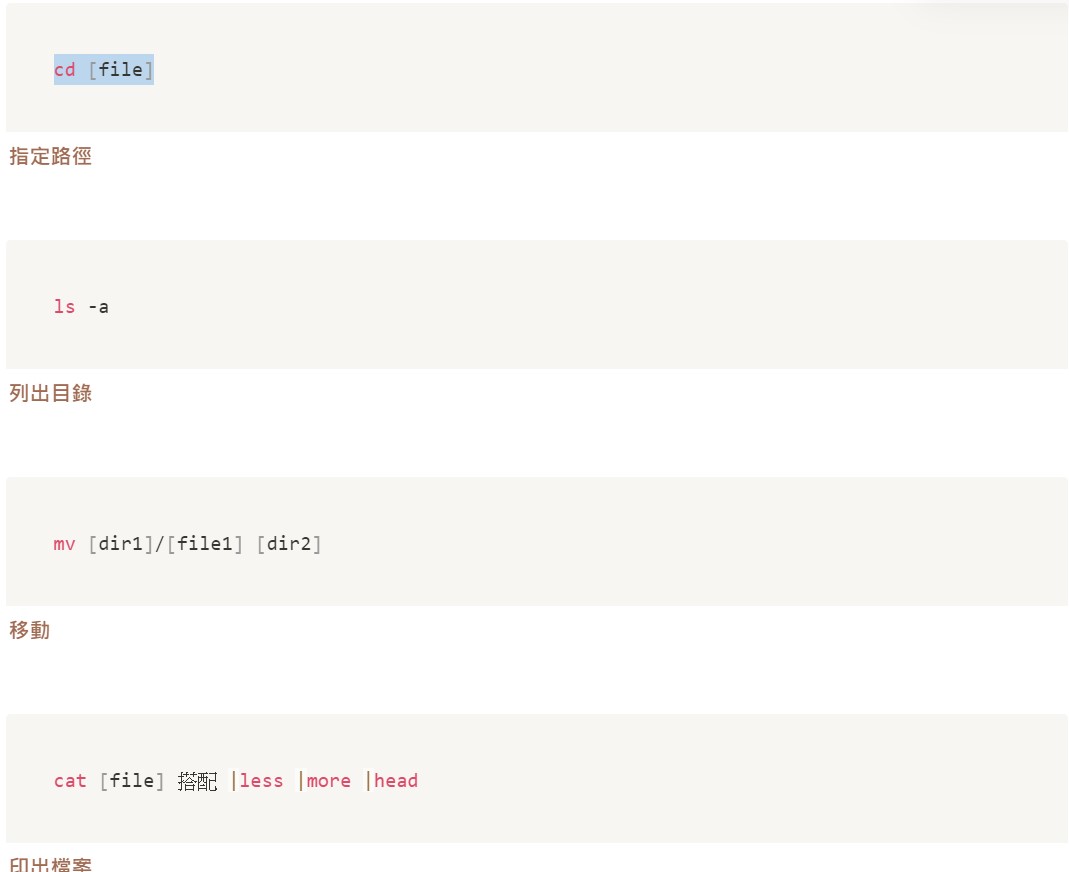 cd [file]
指定路徑
ls -a
列出目錄
mv [dir1]/[file1] [dir2]
移動
cat [file] 搭配 |less |more |head
印出檔案